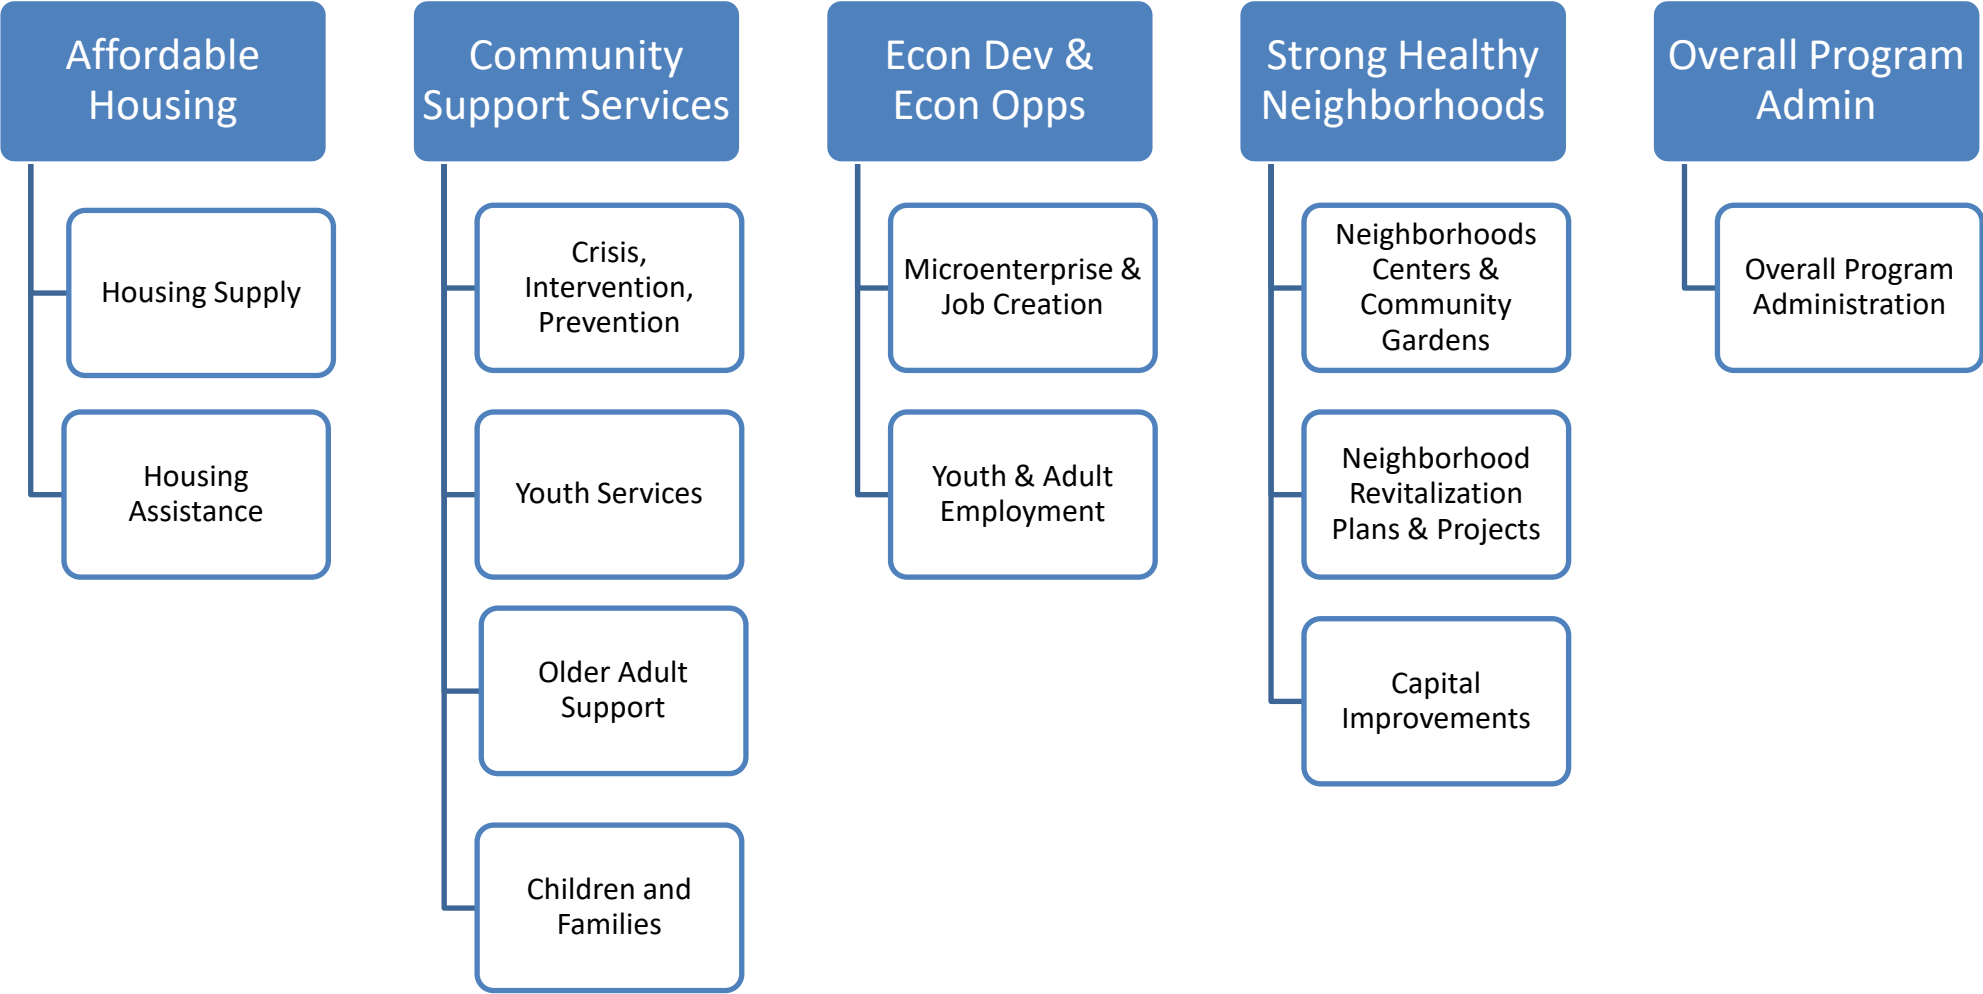 Affordable
Housing
Housing Supply
Housing
Assistance
Community
Support Services
Crisis,
Intervention,
Prevention
Youth Services
Older Adult
Support
Children and
Families
Econ Dev &
Econ Opps
Microenterprise &
Job Creation
Youth & Adult
Employment
Strong Healthy
Neighborhoods
Neighborhoods
Centers &
Community
Gardens
Neighborhood
Revitalization
Plans & Projects
Capital
Improvements
Overall Program
Admin
Overall Program
Administration